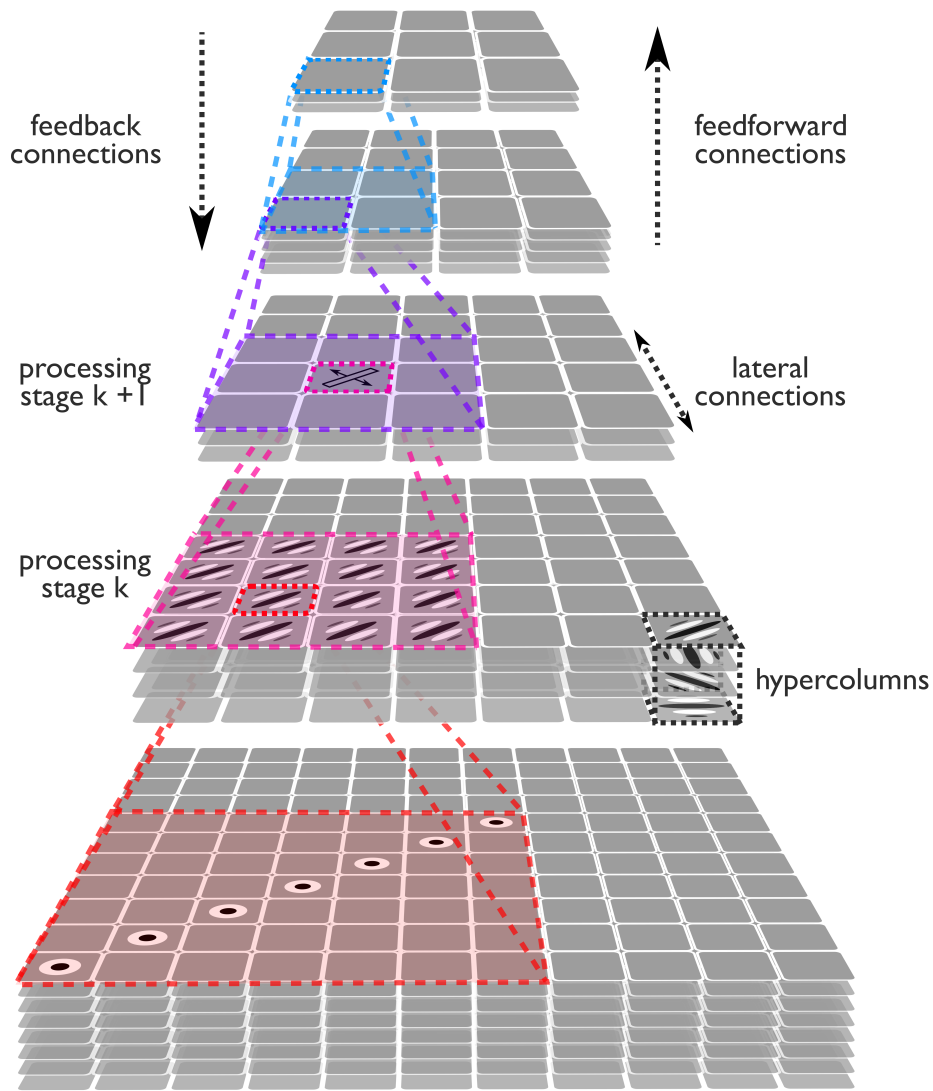 feedback
connections
feedforward
connections
processing
stage k +1
lateral
connections
processing
stage k
hypercolumns